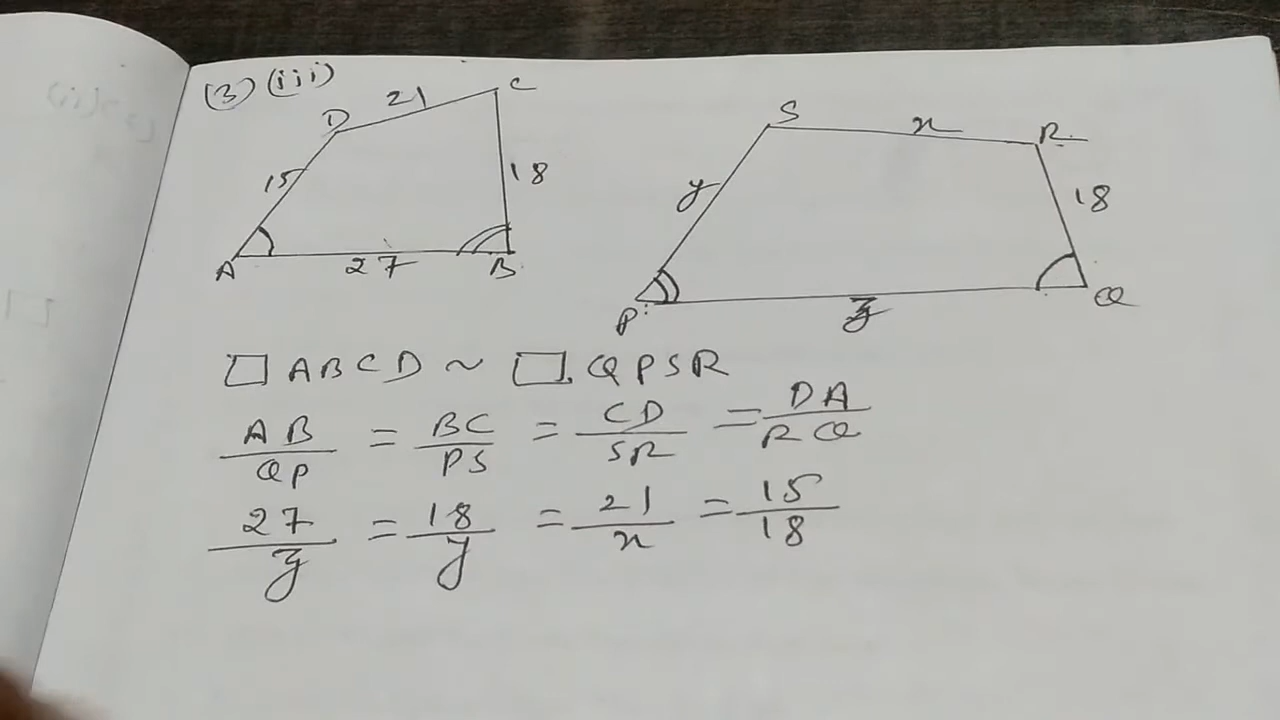 (3) (iii)
D 21 C
15 18
A 27 B
S x R
y 18
P z Q
□ ABCD ~ □ QPSR
AB/QP = BC/PS = CD/SR = DA/RQ
27/z = 18/y = 21/x = 15/18